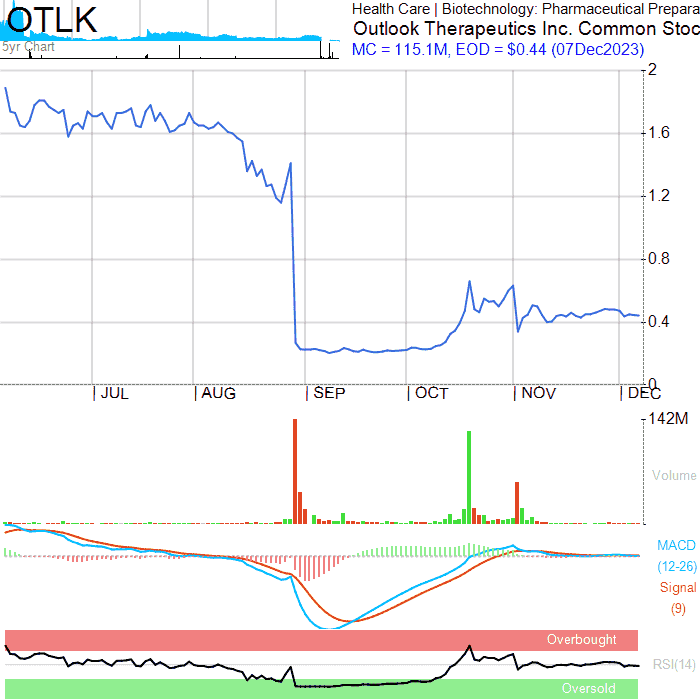 OTLK
5yr Chart
Health Care | Biotechnology: Pharmaceutical Prepara
Outlook Therapeutics Inc. Common Stoc
MC = 115.1M, EOD = $0.44 (07Dec2023)
2
1.6
1.2
0.8
0.4
0
JUL AUG SEP OCT NOV DEC
142M
Volume
MACD
(12-26)
Signal
(9)
Overbought
RSI(14)
Oversold